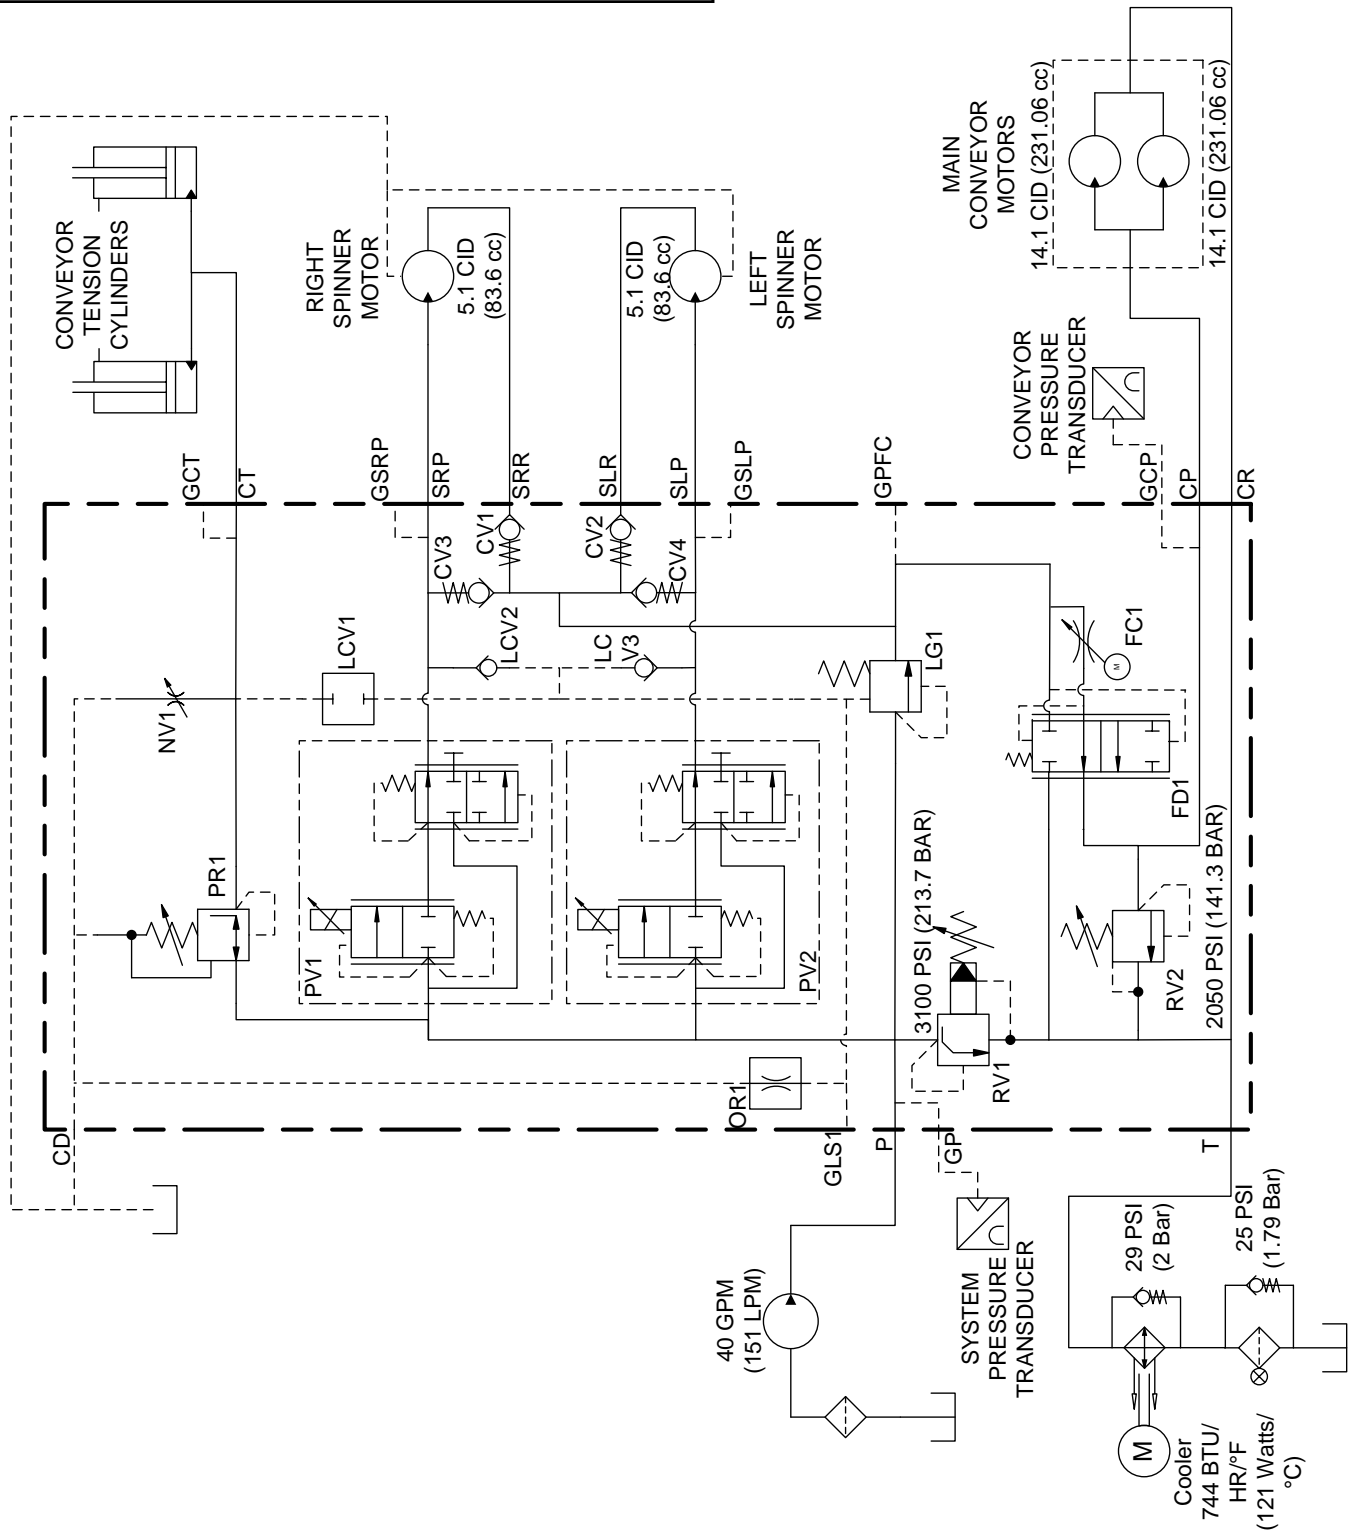 CONVEYOR
TENSION
CYLINDERS
RIGHT
SPINNER
MOTOR
5.1 CID
(83.6 cc)
5.1 CID
(83.6 cc)
LEFT
SPINNER
MOTOR
MAIN
CONVEYOR
MOTORS
14.1 CID (231.06 cc)
14.1 CID (231.06 cc)
CONVEYOR
PRESSURE
TRANSDUCER
GCT
CT
GSRP
SRP
SRR
SLR
SLP
GSLP
GPFC
GCP
CP
CR
CV3
CV1
CV2
CV4
LCV1
LCV2
LC
V3
NV1
LG1
FC1
M
PR1
PV1
PV2
3100 PSI (213.7 BAR)
FD1
RV1
RV2
2050 PSI (141.3 BAR)
OR1
CD
GLS1
P
GP
T
40 GPM
(151 LPM)
SYSTEM
PRESSURE
TRANSDUCER
29 PSI
(2 Bar)
25 PSI
(1.79 Bar)
M
Cooler
744 BTU/
HR/°F
(121 Watts/
°C)